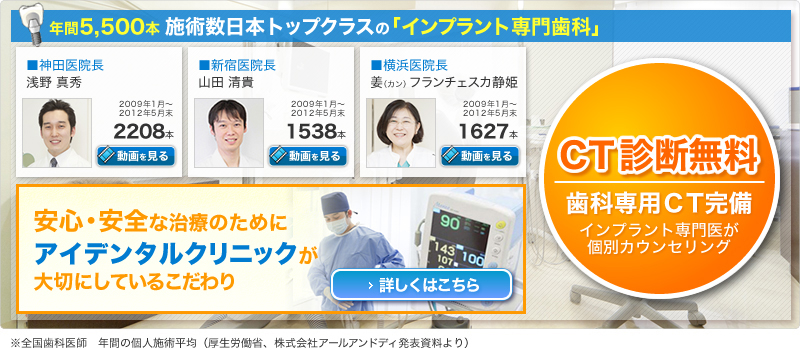 年間5,500本 施術数日本トップクラスの「インプラント専門歯科」
■神田医院長
浅野 真秀
2009年1月～
2012年5月末
2208本
動画を見る
■新宿医院長
山田 清貴
2009年1月～
2012年5月末
1538本
動画を見る
■横浜医院長
姜(カン) フランチェスカ静姫
2009年1月～
2012年5月末
1627本
動画を見る
CT診断無料
歯科専用CT完備
インプラント専門医が
個別カウンセリング
安心・安全な治療のために
アイデンタルクリニックが
大切にしているこだわり
90
143
107
100
› 詳しくはこちら
※全国歯科医師　年間の個人施術平均（厚生労働省、株式会社アールアンドディ発表資料より）